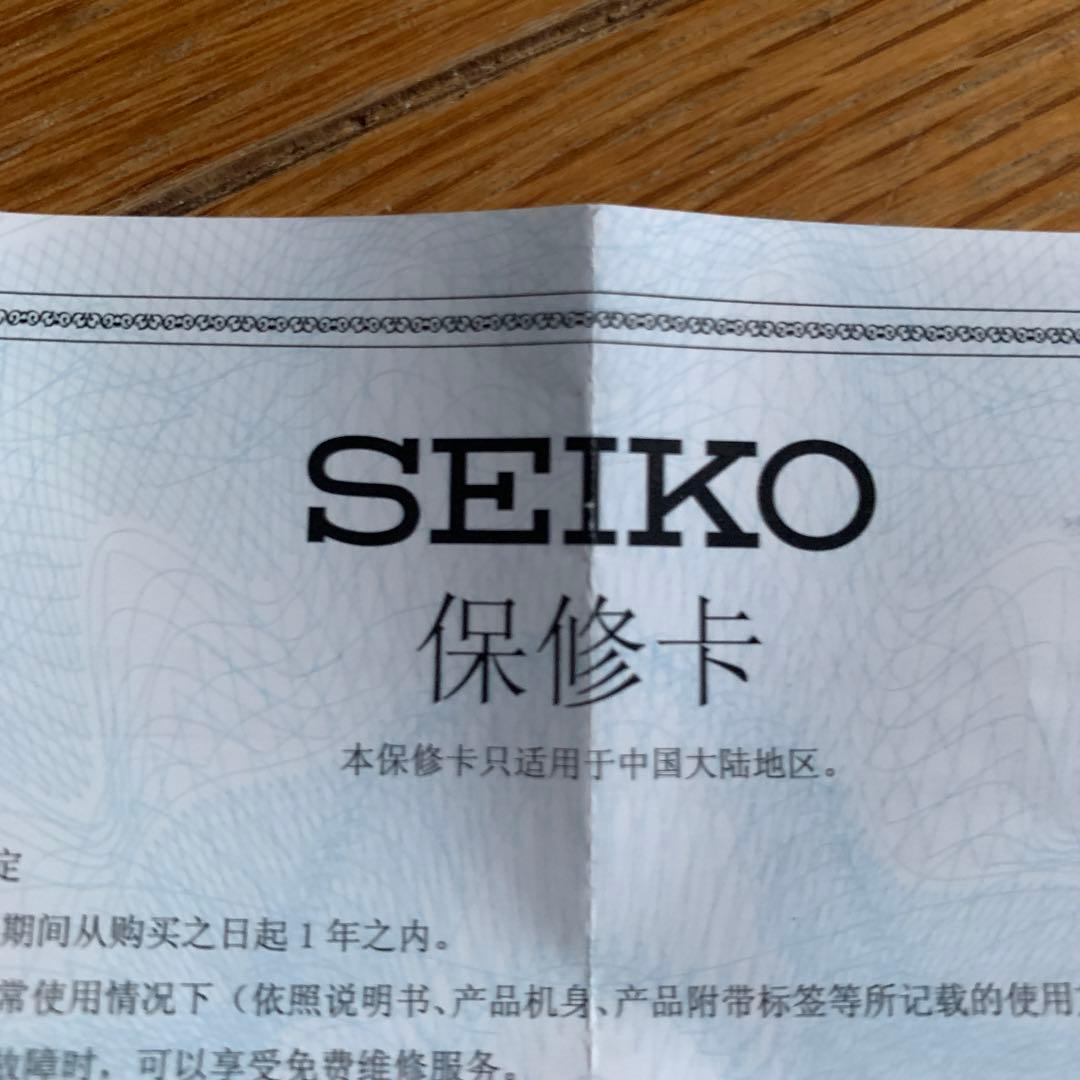 SEIKO
保修卡
本保修卡只适用于中国大陆地区。
定
期间从购买之日起1年之内。
常使用情况下（依照说明书、产品机身、产品附带标签等所记载的使用
故障时，可以享受免费维修服务。